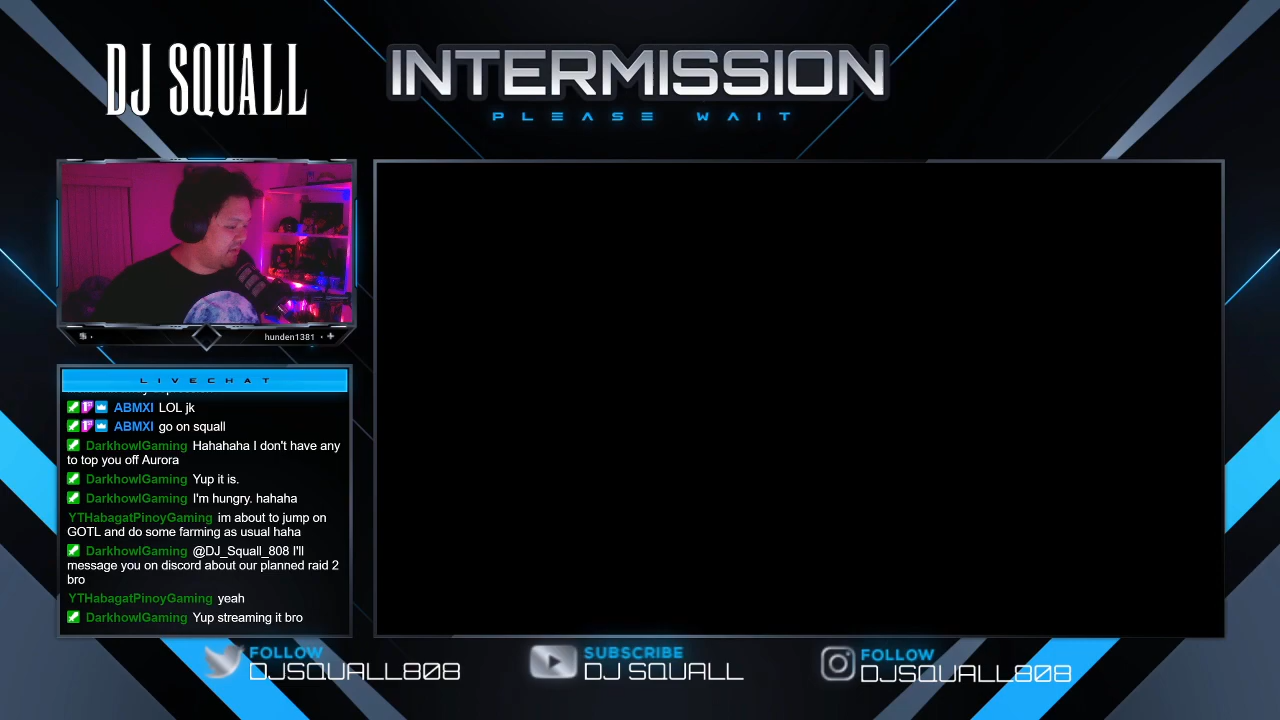 DJ SQUALL
INTERMISSION
PLEASE WAIT
hunden1381
LIVECHAT
ABMXI LOL jk
ABMXI go on squall
DarkhowlGaming Hahahaha I don't have any
to top you off Aurora
DarkhowlGaming Yup it is.
DarkhowlGaming I'm hungry. hahaha
YTHabagatPinoyGaming im about to jump on
GOTL and do some farming as usual haha
DarkhowlGaming @DJ_Squall_808 I'll
message you on discord about our planned raid 2
bro
YTHabagatPinoyGaming yeah
DarkhowlGaming Yup streaming it bro
FOLLOW
DJSQUALL808
SUBSCRIBE
DJ SQUALL
FOLLOW
DJSQUALL808